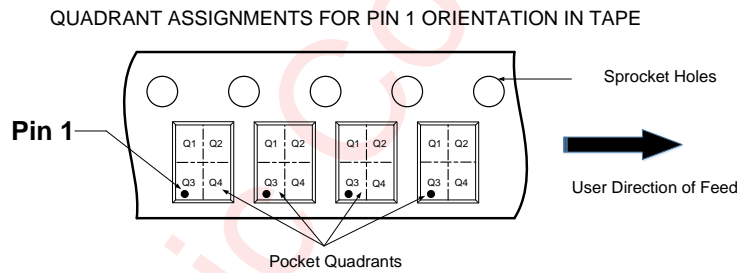 QUADRANT ASSIGNMENTS FOR PIN 1 ORIENTATION IN TAPE
Sprocket Holes
Pin 1
Q1 Q2 Q1 Q2 Q1 Q2 Q1 Q2
Q3 Q4 Q3 Q4 Q3 Q4 Q3 Q4
User Direction of Feed
Pocket Quadrants